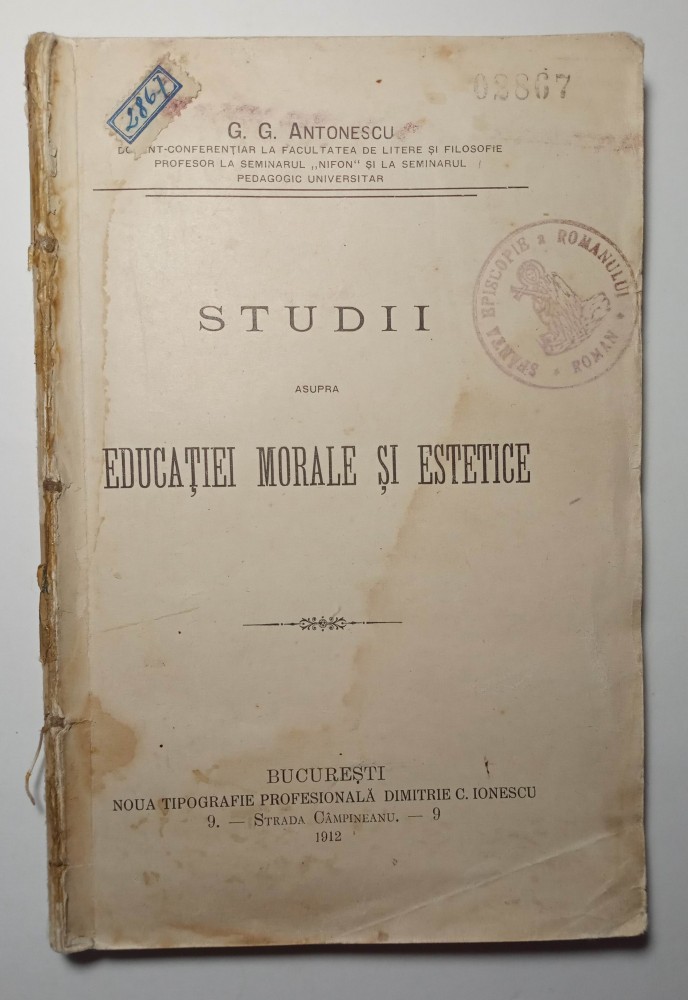 2867
03867
G. G. ANTONESCU
DOCENT-CONFERENȚIAR LA FACULTATEA DE LITERE ȘI FILOSOFIE
PROFESOR LA SEMINARUL „NIFON" ȘI LA SEMINARUL
PEDAGOGIC UNIVERSITAR
SFÂNTA EPISCOPIE * ROMANULUI * ROMAN *
STUDII
ASUPRA
EDUCAȚIEI MORALE ȘI ESTETICE
BUCUREȘTI
NOUA TIPOGRAFIE PROFESIONALĂ DIMITRIE C. IONESCU
9. — STRADA CÂMPINEANU. — 9
1912